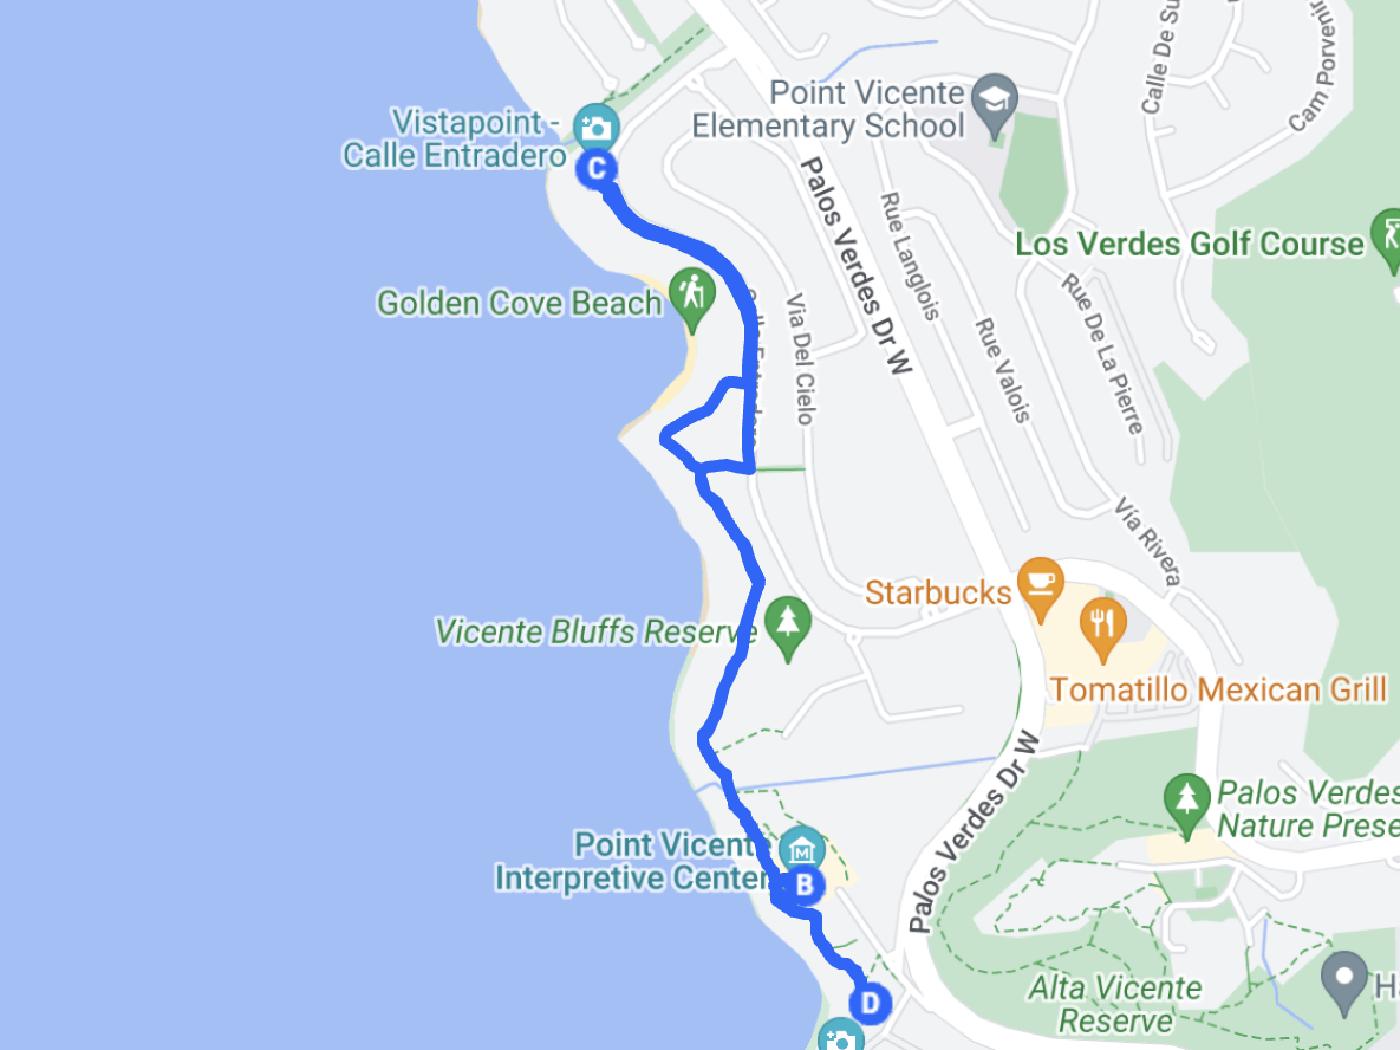 Calle De Su
Cam Porvenir
Point Vicente
Elementary School
Vistapoint -
Calle Entradero
C
Palos Verdes Dr W
Rue Langlois
Los Verdes Golf Course
Golden Cove Beach
Via Del Cielo
Rue De La Pierre
Rue Valois
Vía Rivera
Starbucks
Vicente Bluffs Reserve
Tomatillo Mexican Grill
Palos Verdes Dr W
Palos Verdes
Nature Prese
Point Vicente
Interpretive Center
M
B
Alta Vicente
Reserve
D